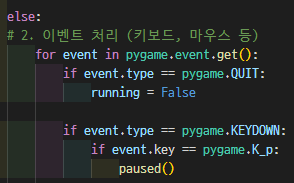 else:
# 2. 이벤트 처리 (키보드, 마우스 등)
    for event in pygame.event.get():
        if event.type == pygame.QUIT:
            running = False

        if event.type == pygame.KEYDOWN:
            if event.key == pygame.K_p:
                paused()